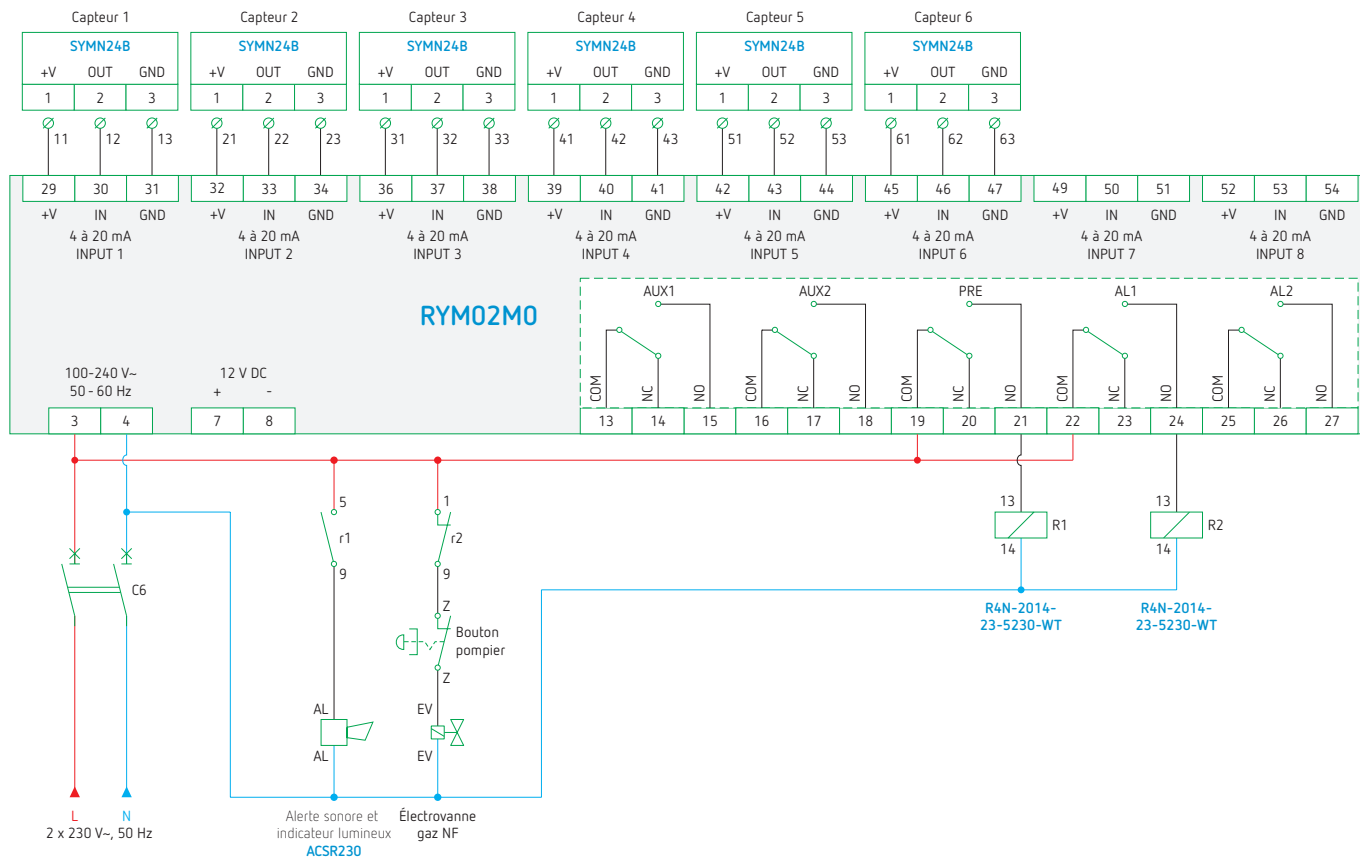 Capteur 1 Capteur 2 Capteur 3 Capteur 4 Capteur 5 Capteur 6
SYMN24B SYMN24B SYMN24B SYMN24B SYMN24B SYMN24B
+V OUT GND +V OUT GND +V OUT GND +V OUT GND +V OUT GND +V OUT GND
1 2 3 1 2 3 1 2 3 1 2 3 1 2 3 1 2 3
11 12 13 21 22 23 31 32 33 41 42 43 51 52 53 61 62 63
29 30 31 32 33 34 36 37 38 39 40 41 42 43 44 45 46 47 49 50 51 52 53 54
+V IN GND +V IN GND +V IN GND +V IN GND +V IN GND +V IN GND +V IN GND +V IN GND
4 à 20 mA 4 à 20 mA 4 à 20 mA 4 à 20 mA 4 à 20 mA 4 à 20 mA 4 à 20 mA 4 à 20 mA
INPUT 1 INPUT 2 INPUT 3 INPUT 4 INPUT 5 INPUT 6 INPUT 7 INPUT 8
AUX1 AUX2 PRE AL1 AL2
RYM02M0
100-240 V~ 12 V DC
50 - 60 Hz + -
COM NC NO COM NC NO COM NC NO COM NC NO COM NC NO
3 4 7 8 13 14 15 16 17 18 19 20 21 22 23 24 25 26 27
5 1 13 13
r1 r2 R1 R2
9 9 14 14
C6
Z
Bouton
pompier
Z
R4N-2014-
23-5230-WT
R4N-2014-
23-5230-WT
AL EV
AL EV
L N
2 x 230 V~, 50 Hz
Alerte sonore et
indicateur lumineux
ACSR230
Électrovanne
gaz NF